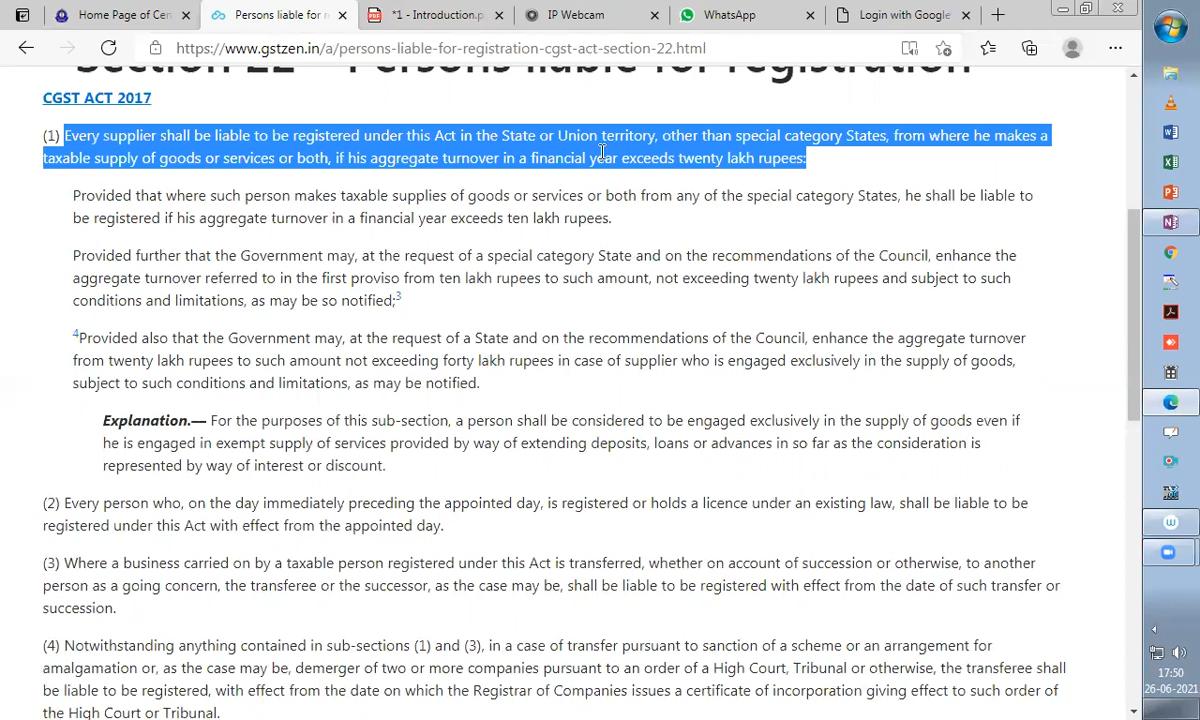 Home Page of Cen
Persons liable for r
*1 - Introduction.p
IP Webcam
WhatsApp
Login with Google
https://www.gstzen.in/a/persons-liable-for-registration-cgst-act-section-22.html
Section 22 - Persons liable for registration
CGST ACT 2017
(1) Every supplier shall be liable to be registered under this Act in the State or Union territory, other than special category States, from where he makes a
taxable supply of goods or services or both, if his aggregate turnover in a financial year exceeds twenty lakh rupees:
Provided that where such person makes taxable supplies of goods or services or both from any of the special category States, he shall be liable to
be registered if his aggregate turnover in a financial year exceeds ten lakh rupees.
Provided further that the Government may, at the request of a special category State and on the recommendations of the Council, enhance the
aggregate turnover referred to in the first proviso from ten lakh rupees to such amount, not exceeding twenty lakh rupees and subject to such
conditions and limitations, as may be so notified;3
4Provided also that the Government may, at the request of a State and on the recommendations of the Council, enhance the aggregate turnover
from twenty lakh rupees to such amount not exceeding forty lakh rupees in case of supplier who is engaged exclusively in the supply of goods,
subject to such conditions and limitations, as may be notified.
Explanation.— For the purposes of this sub-section, a person shall be considered to be engaged exclusively in the supply of goods even if
he is engaged in exempt supply of services provided by way of extending deposits, loans or advances in so far as the consideration is
represented by way of interest or discount.
(2) Every person who, on the day immediately preceding the appointed day, is registered or holds a licence under an existing law, shall be liable to be
registered under this Act with effect from the appointed day.
(3) Where a business carried on by a taxable person registered under this Act is transferred, whether on account of succession or otherwise, to another
person as a going concern, the transferee or the successor, as the case may be, shall be liable to be registered with effect from the date of such transfer or
succession.
(4) Notwithstanding anything contained in sub-sections (1) and (3), in a case of transfer pursuant to sanction of a scheme or an arrangement for
amalgamation or, as the case may be, demerger of two or more companies pursuant to an order of a High Court, Tribunal or otherwise, the transferee shall
be liable to be registered, with effect from the date on which the Registrar of Companies issues a certificate of incorporation giving effect to such order of
the High Court or Tribunal.
17:50
26-06-2021